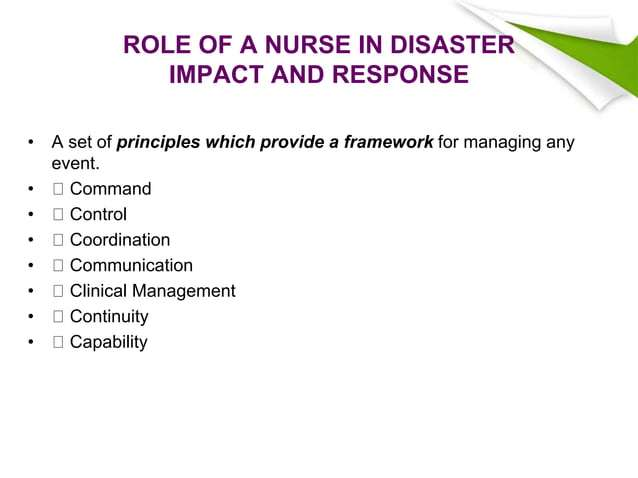 ROLE OF A NURSE IN DISASTER
IMPACT AND RESPONSE
• A set of principles which provide a framework for managing any
event.
• Command
• Control
• Coordination
• Communication
• Clinical Management
• Continuity
• Capability